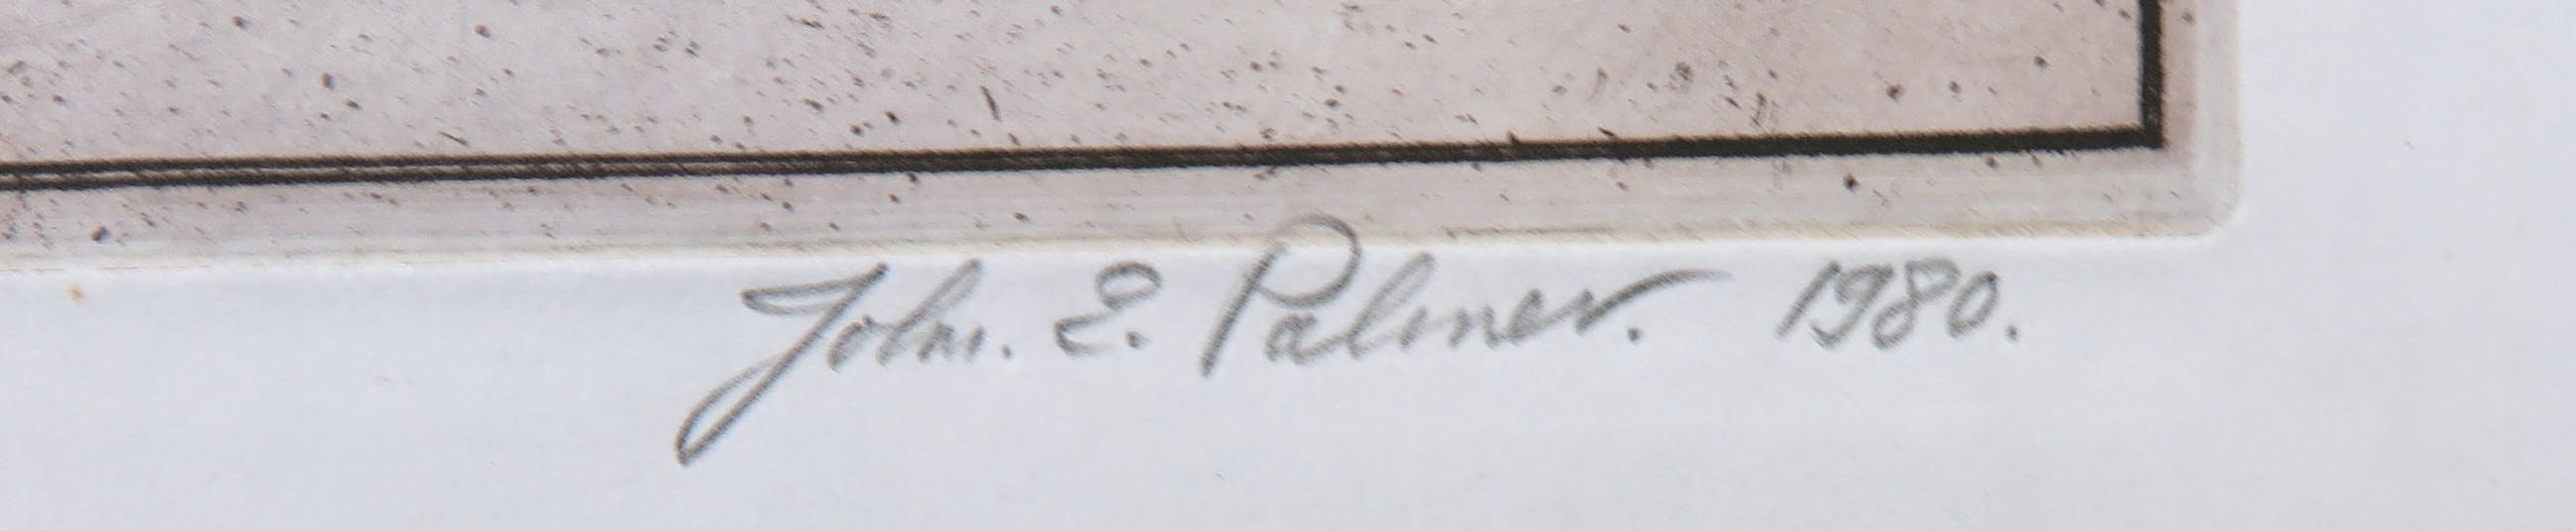 John. E. Palmer. 1980.